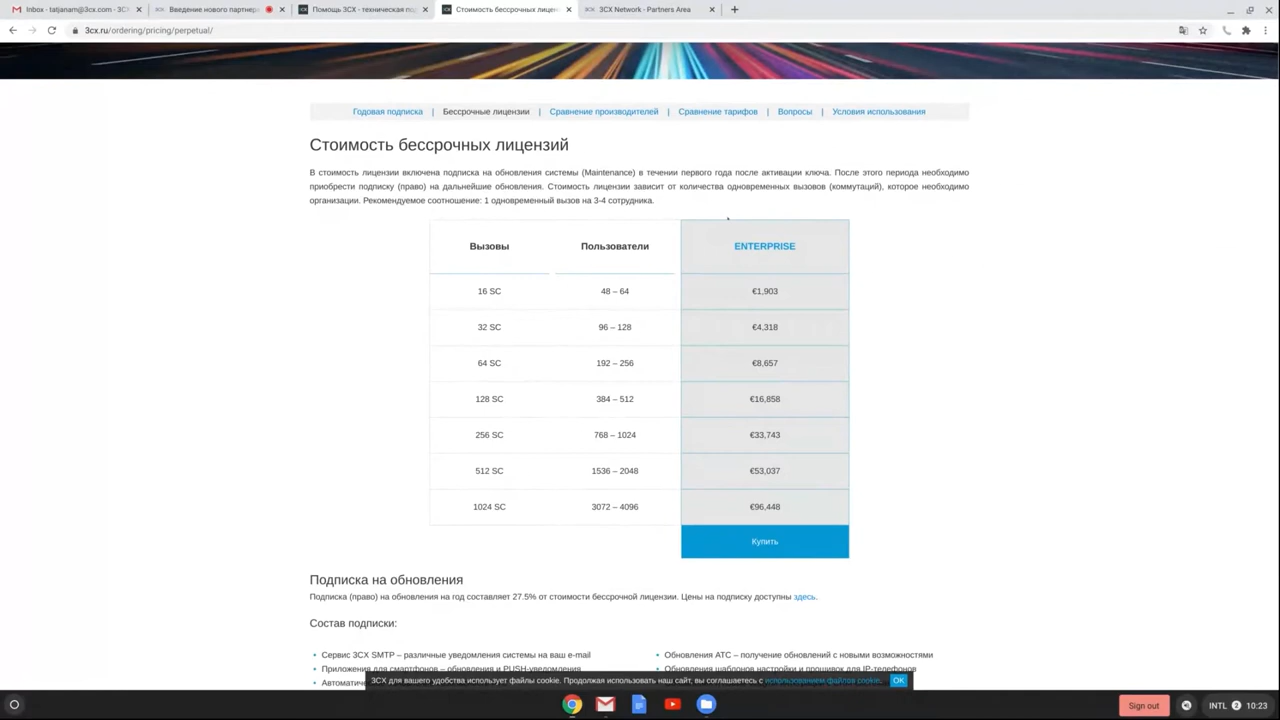 Inbox - tatjanam@3cx.com - 3C
Введение нового партнер
Помощь 3CX - техническая под
Стоимость бессрочных лиценз
3CX Network - Partners Area
3cx.ru/ordering/pricing/perpetual/
Годовая подписка | Бессрочные лицензии | Сравнение производителей | Сравнение тарифов | Вопросы | Условия использования
Стоимость бессрочных лицензий
В стоимость лицензии включена подписка на обновления системы (Maintenance) в течении первого года после активации ключа. После этого периода необходимо
приобрести подписку (право) на дальнейшие обновления. Стоимость лицензии зависит от количества одновременных вызовов (коммутаций), которое необходимо
организации. Рекомендуемое соотношение: 1 одновременный вызов на 3-4 сотрудника.
Вызовы Пользователи ENTERPRISE
16 SC 48 – 64 €1,903
32 SC 96 – 128 €4,318
64 SC 192 – 256 €8,657
128 SC 384 – 512 €16,858
256 SC 768 – 1024 €33,743
512 SC 1536 – 2048 €53,037
1024 SC 3072 – 4096 €96,448
Купить
Подписка на обновления
Подписка (право) на обновления на год составляет 27.5% от стоимости бессрочной лицензии. Цены на подписку доступны здесь.
Состав подписки:
• Сервис 3CX SMTP – различные уведомления системы на ваш e-mail
• Обновления АТС – получение обновлений с новыми возможностями
• Приложения для смартфонов – обновления и PUSH-уведомления
• Обновления шаблонов настройки и прошивок для IP-телефонов
• Автомати
3CX для вашего удобства использует файлы cookie. Продолжая использовать наш сайт, вы соглашаетесь с использованием файлов cookie. OK
Sign out INTL 2 10:23